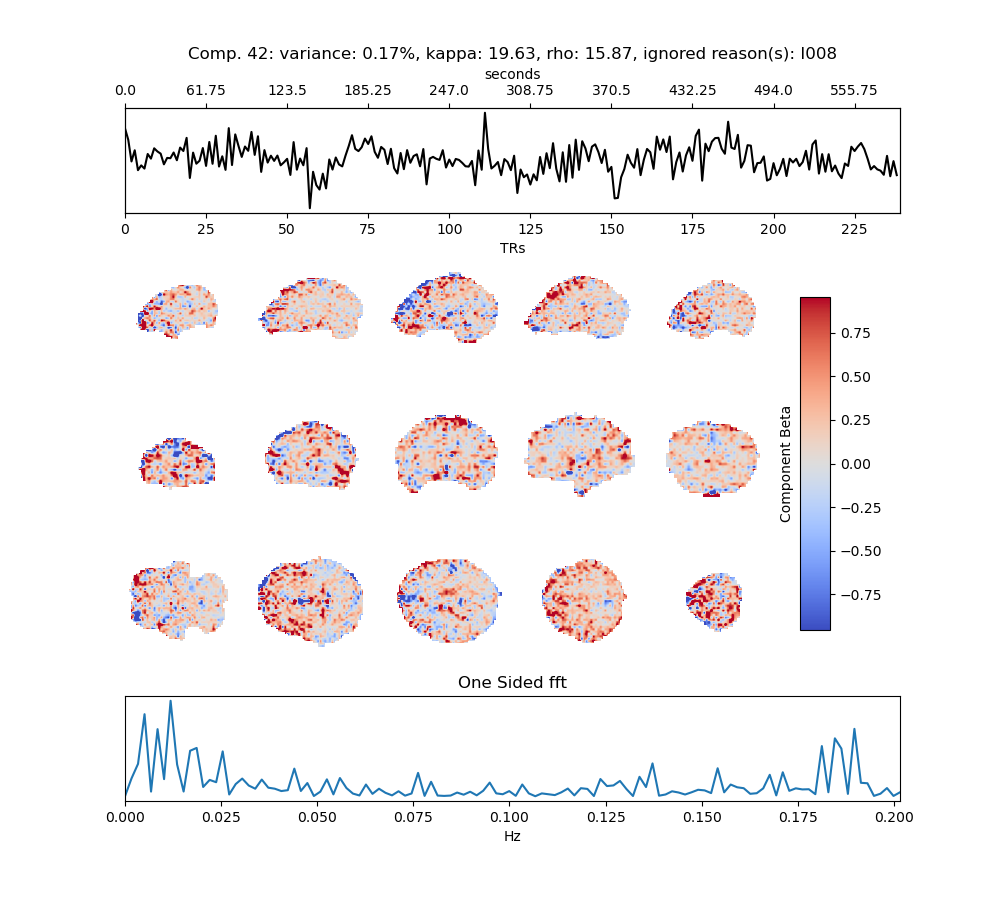 Comp. 42: variance: 0.17%, kappa: 19.63, rho: 15.87, ignored reason(s): I008
seconds
0.0 61.75 123.5 185.25 247.0 308.75 370.5 432.25 494.0 555.75
0 25 50 75 100 125 150 175 200 225
TRs
0.75
0.50
0.25
0.00
−0.25
−0.50
−0.75
Component Beta
One Sided fft
0.000 0.025 0.050 0.075 0.100 0.125 0.150 0.175 0.200
Hz